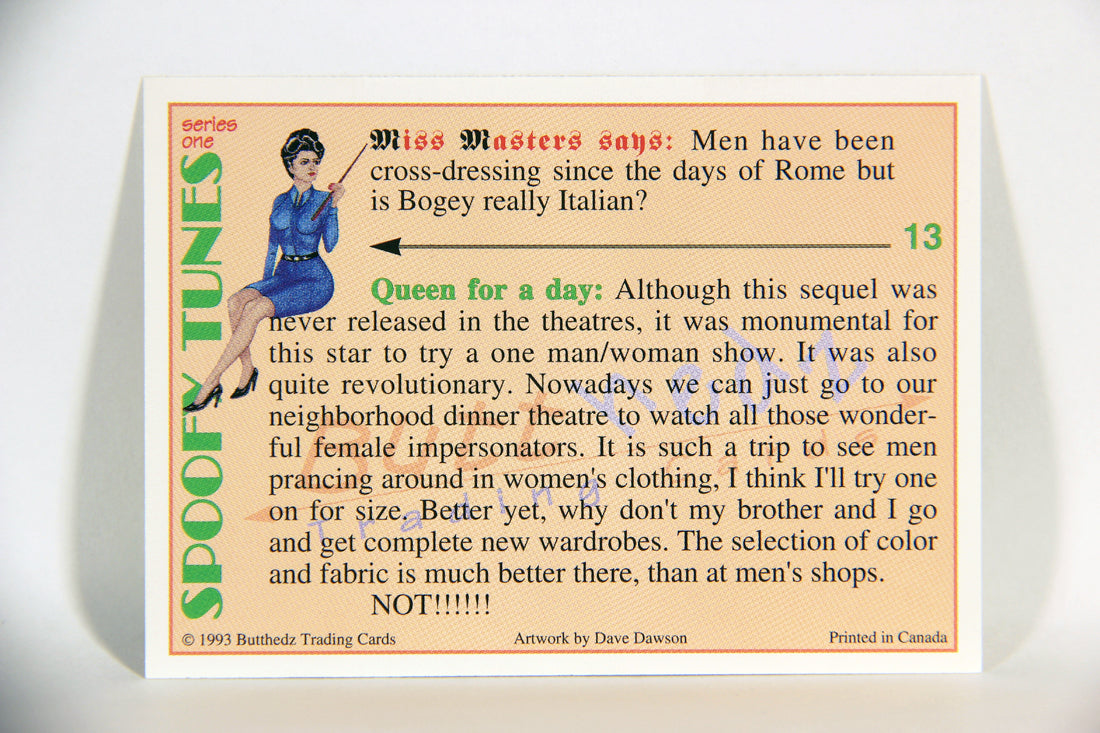 series
one
SPOOFY TUNES
Miss Masters says: Men have been
cross-dressing since the days of Rome but
is Bogey really Italian?
13
Queen for a day: Although this sequel was
never released in the theatres, it was monumental for
this star to try a one man/woman show. It was also
quite revolutionary. Nowadays we can just go to our
neighborhood dinner theatre to watch all those wonder-
ful female impersonators. It is such a trip to see men
prancing around in women's clothing, I think I'll try one
on for size. Better yet, why don't my brother and I go
and get complete new wardrobes. The selection of color
and fabric is much better there, than at men's shops.
NOT!!!!!!
Butt hedz
Trading Cards
© 1993 Butthedz Trading Cards
Artwork by Dave Dawson
Printed in Canada